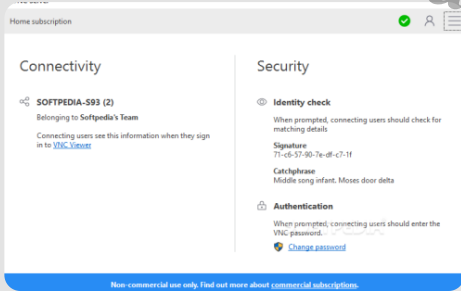 Home subscription
Connectivity
SOFTPEDIA-S93 (2)
Belonging to Softpedia's Team
Connecting users see this information when they sign
in to VNC Viewer
Security
Identity check
When prompted, connecting users should check for
matching details
Signature
71-c6-57-90-7e-df-c7-1f
Catchphrase
Middle song infant. Moses door delta
Authentication
When prompted, connecting users should enter the
VNC password.
Change password
Non-commercial use only. Find out more about commercial subscriptions.